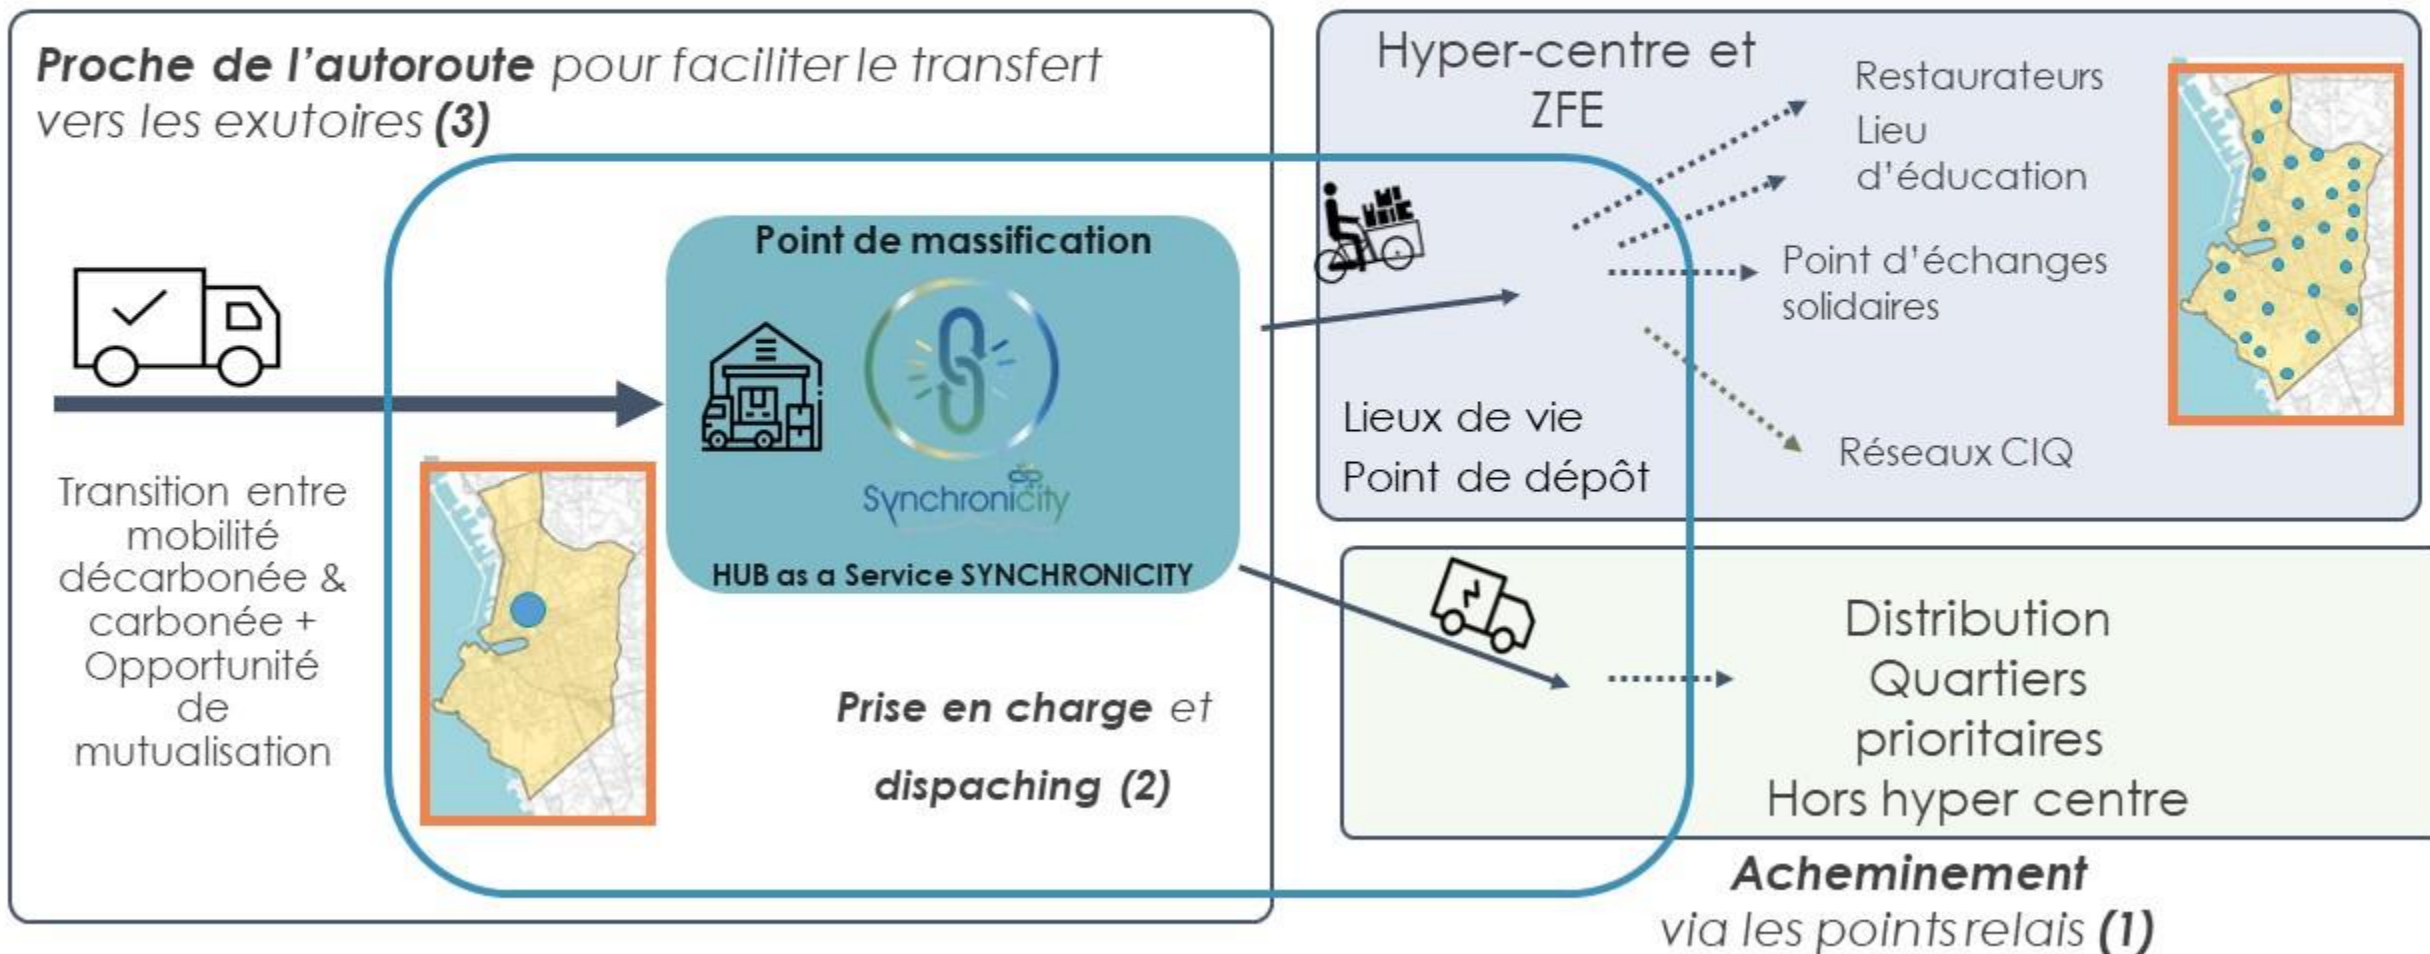 Proche de l'autoroute pour faciliter le transfert
vers les exutoires (3)
Transition entre
mobilité
décarbonée &
carbonée +
Opportunité
de
mutualisation
Point de massification
Synchronicity
HUB as a Service SYNCHRONICITY
Prise en charge et
dispaching (2)
Hyper-centre et
ZFE
Restaurateurs
Lieu
d'éducation
Point d'échanges
solidaires
Réseaux CIQ
Lieux de vie
Point de dépôt
Distribution
Quartiers
prioritaires
Hors hyper centre
Acheminement
via les points relais (1)